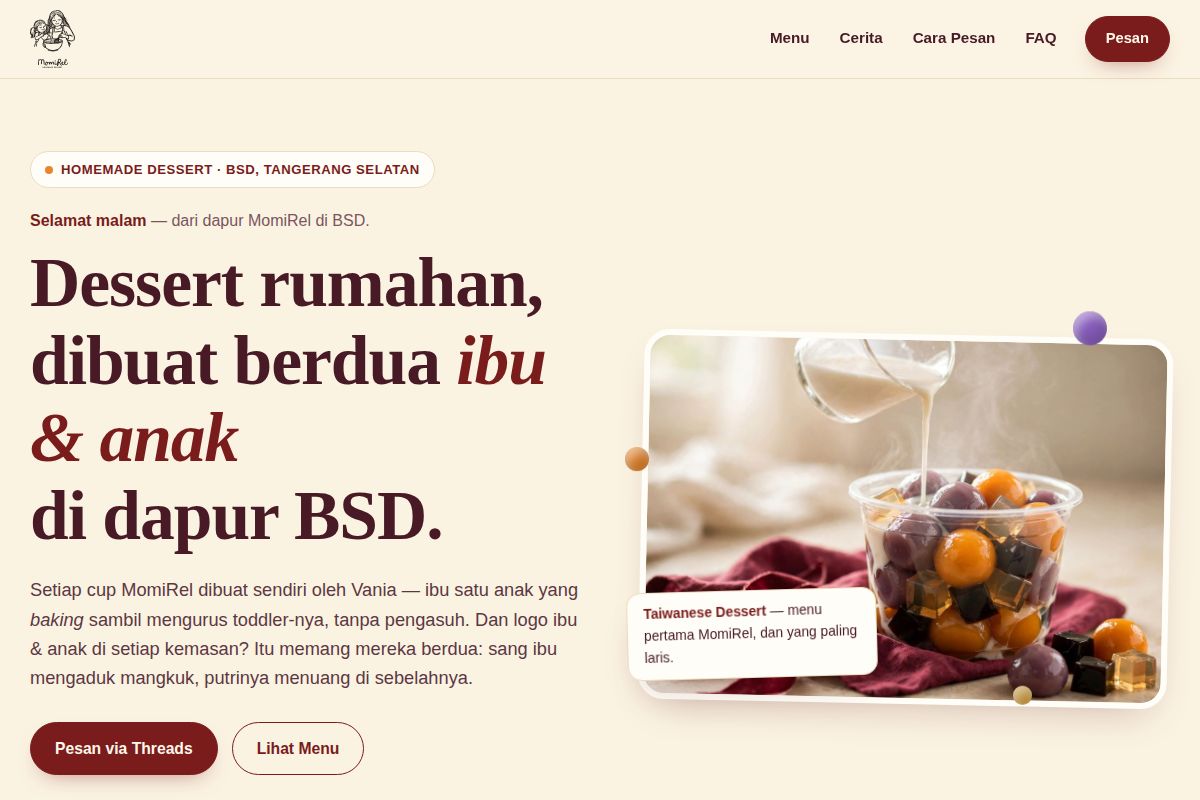 MomiRel
Menu
Cerita
Cara Pesan
FAQ
Pesan
HOMEMADE DESSERT · BSD, TANGERANG SELATAN
Selamat malam — dari dapur MomiRel di BSD.
Dessert rumahan,
dibuat berdua ibu
& anak
di dapur BSD.
Setiap cup MomiRel dibuat sendiri oleh Vania — ibu satu anak yang
baking sambil mengurus toddler-nya, tanpa pengasuh. Dan logo ibu
& anak di setiap kemasan? Itu memang mereka berdua: sang ibu
mengaduk mangkuk, putrinya menuang di sebelahnya.
Pesan via Threads
Lihat Menu
Taiwanese Dessert — menu
pertama MomiRel, dan yang paling
laris.